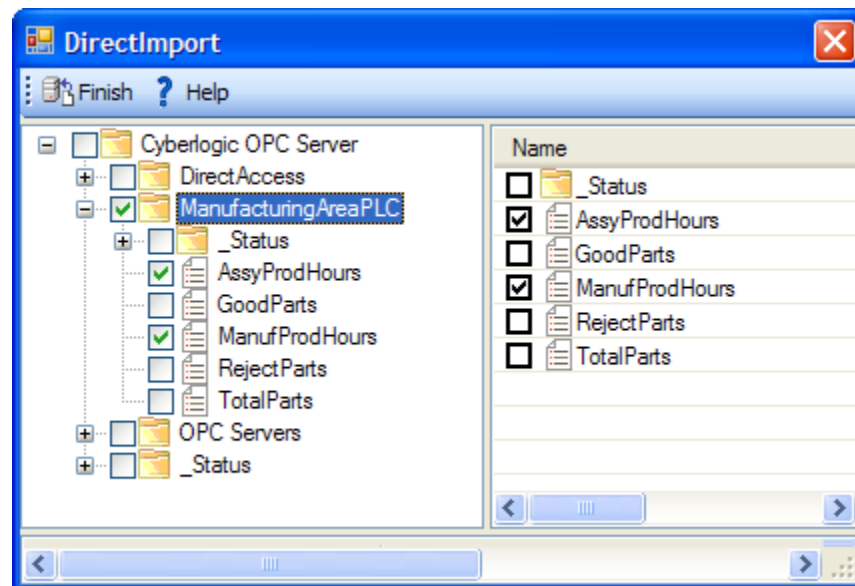 DirectImport
Finish ? Help
Cyberlogic OPC Server
DirectAccess
ManufacturingAreaPLC
_Status
AssyProdHours
GoodParts
ManufProdHours
RejectParts
TotalParts
OPC Servers
_Status
Name
_Status
AssyProdHours
GoodParts
ManufProdHours
RejectParts
TotalParts